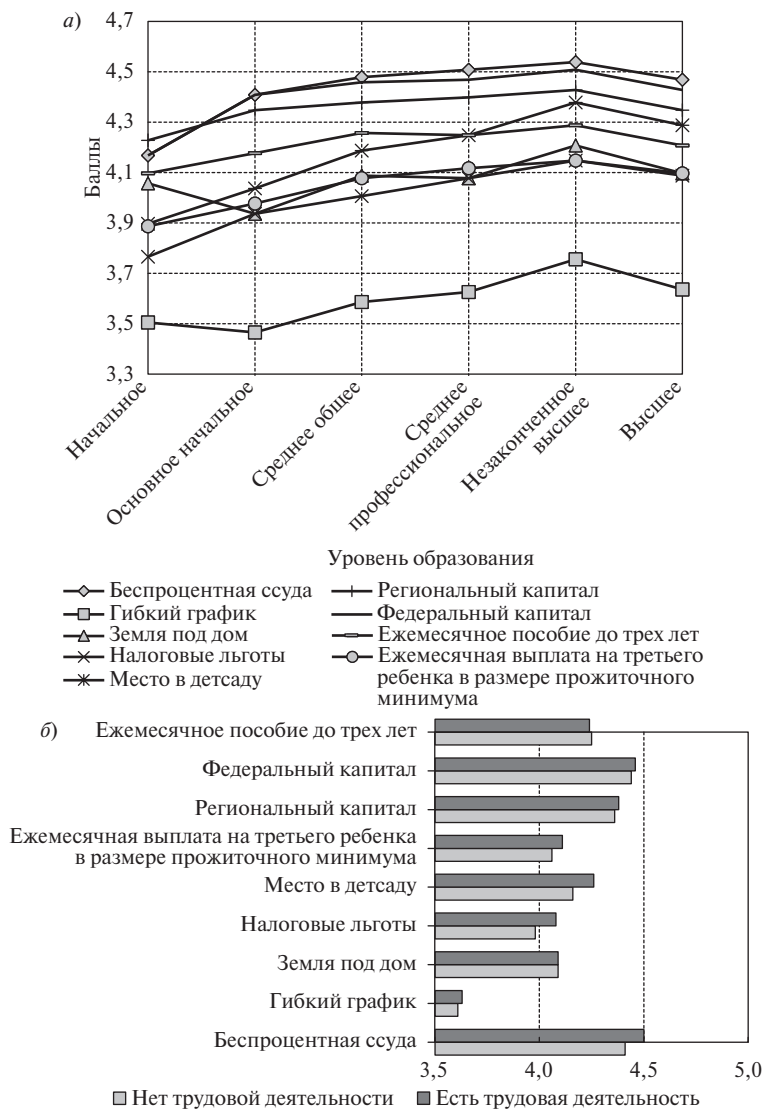 а)
4,7
4,5
4,3
4,1
3,9
3,7
3,5
3,3
Баллы
Начальное
Основное начальное
Среднее общее
Среднее
профессиональное
Незаконченное
высшее
Высшее
Уровень образования
Беспроцентная ссуда
Гибкий график
Земля под дом
Налоговые льготы
Место в детсаду
Региональный капитал
Федеральный капитал
Ежемесячное пособие до трех лет
Ежемесячная выплата на третьего
ребенка в размере прожиточного
минимума
б)
Ежемесячное пособие до трех лет
Федеральный капитал
Региональный капитал
Ежемесячная выплата на третьего ребенка
в размере прожиточного минимума
Место в детсаду
Налоговые льготы
Земля под дом
Гибкий график
Беспроцентная ссуда
3,5 4,0 4,5 5,0
Нет трудовой деятельности Есть трудовая деятельность